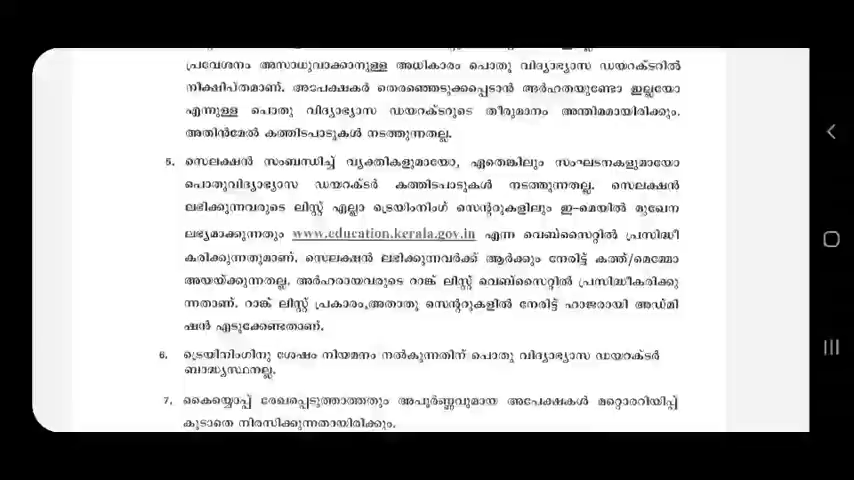 പ്രവേശനം അസാധുവാക്കാനുള്ള അധികാരം പൊതു വിദ്യാഭ്യാസ ഡയറക്ടറിൽ
നിക്ഷിപ്തമാണ്. അപേക്ഷകർ തെരഞ്ഞെടുക്കപ്പെടാൻ അർഹതയുണ്ടോ ഇല്ലയോ
എന്നുള്ള പൊതു വിദ്യാഭ്യാസ ഡയറക്ടറുടെ തീരുമാനം അന്തിമമായിരിക്കും.
അതിൻമേൽ കത്തിടപാടുകൾ നടത്തുന്നതല്ല.
5. സെലക്ഷൻ സംബന്ധിച്ച് വ്യക്തികളുമായോ, ഏതെങ്കിലും സംഘടനകളുമായോ
പൊതുവിദ്യാഭ്യാസ ഡയറക്ടർ കത്തിടപാടുകൾ നടത്തുന്നതല്ല. സെലക്ഷൻ
ലഭിക്കുന്നവരുടെ ലിസ്റ്റ് എല്ലാ ട്രെയിംനിംഗ് സെന്ററുകളിലും ഇ-മെയിൽ മുഖേന
ലഭ്യമാക്കുന്നതും www.education.kerala.gov.in എന്ന വെബ്സൈറ്റിൽ പ്രസിദ്ധീ
കരിക്കുന്നതുമാണ്. സെലക്ഷൻ ലഭിക്കുന്നവർക്ക് ആർക്കും നേരിട്ട് കത്ത്/മെമ്മോ
അയയ്ക്കുന്നതല്ല. അർഹരായവരുടെ റാങ്ക് ലിസ്റ്റ് വെബ്സൈറ്റിൽ പ്രസിദ്ധീകരിക്കു
ന്നതാണ്. റാങ്ക് ലിസ്റ്റ് പ്രകാരം,അതാതു സെന്ററുകളിൽ നേരിട്ട് ഹാജരായി അഡ്മി
ഷൻ എടുക്കേണ്ടതാണ്.
6. ട്രെയിനിംഗിനു ശേഷം നിയമനം നൽകുന്നതിന് പൊതു വിദ്യാഭ്യാസ ഡയറക്ടർ
ബാദ്ധ്യസ്ഥനല്ല.
7. കൈയ്യൊപ്പ് രേഖപ്പെടുത്താത്തതും അപൂർണ്ണവുമായ അപേക്ഷകൾ മറ്റൊരറിയിപ്പ്
കൂടാതെ നിരസിക്കുന്നതായിരിക്കും.